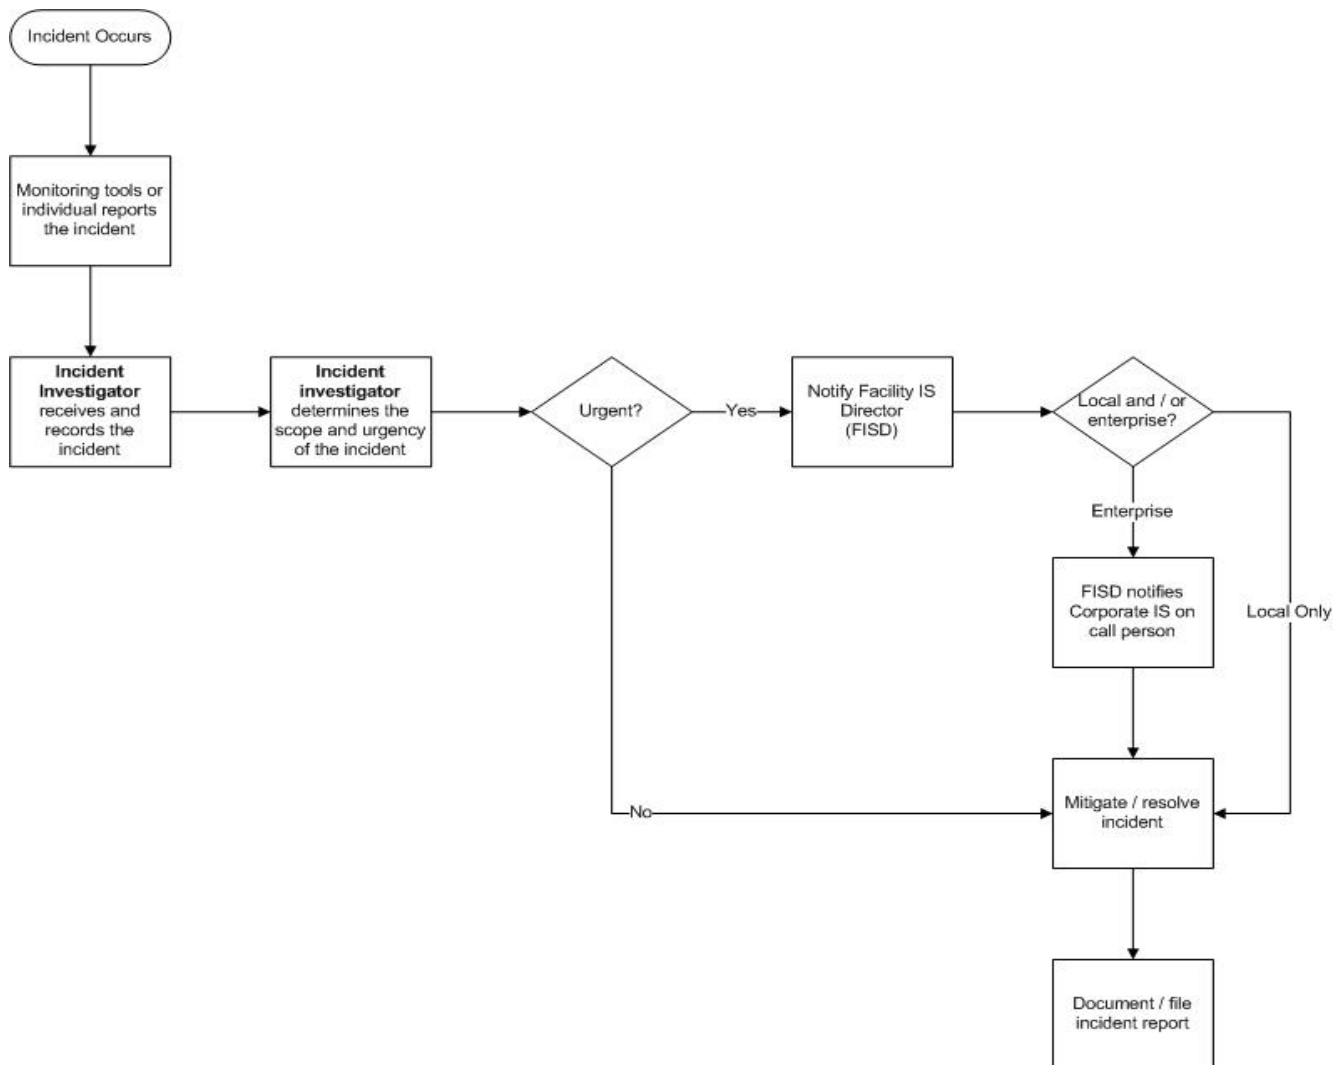 Incident Occurs
Monitoring tools or
individual reports
the incident
Incident
Investigator
receives and
records the
incident
Incident
investigator
determines the
scope and urgency
of the incident
Urgent?
Yes
Notify Facility IS
Director
(FISD)
Local and / or
enterprise?
Enterprise
FISD notifies
Corporate IS on
call person
Local Only
No
Mitigate / resolve
incident
Document / file
incident report